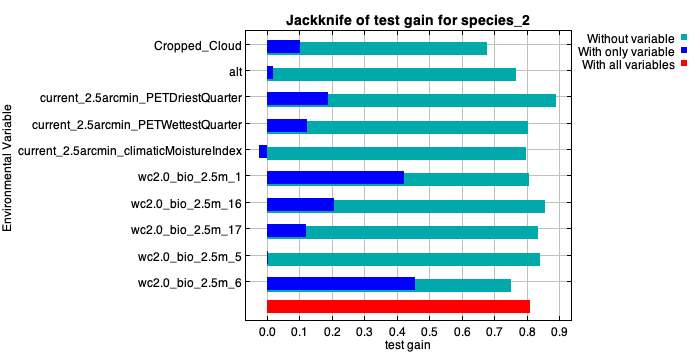 Jackknife of test gain for species_2
Without variable
With only variable
With all variables
Environmental Variable
Cropped_Cloud
alt
current_2.5arcmin_PETDriestQuarter
current_2.5arcmin_PETWettestQuarter
current_2.5arcmin_climaticMoistureIndex
wc2.0_bio_2.5m_1
wc2.0_bio_2.5m_16
wc2.0_bio_2.5m_17
wc2.0_bio_2.5m_5
wc2.0_bio_2.5m_6
0.0 0.1 0.2 0.3 0.4 0.5 0.6 0.7 0.8 0.9
test gain